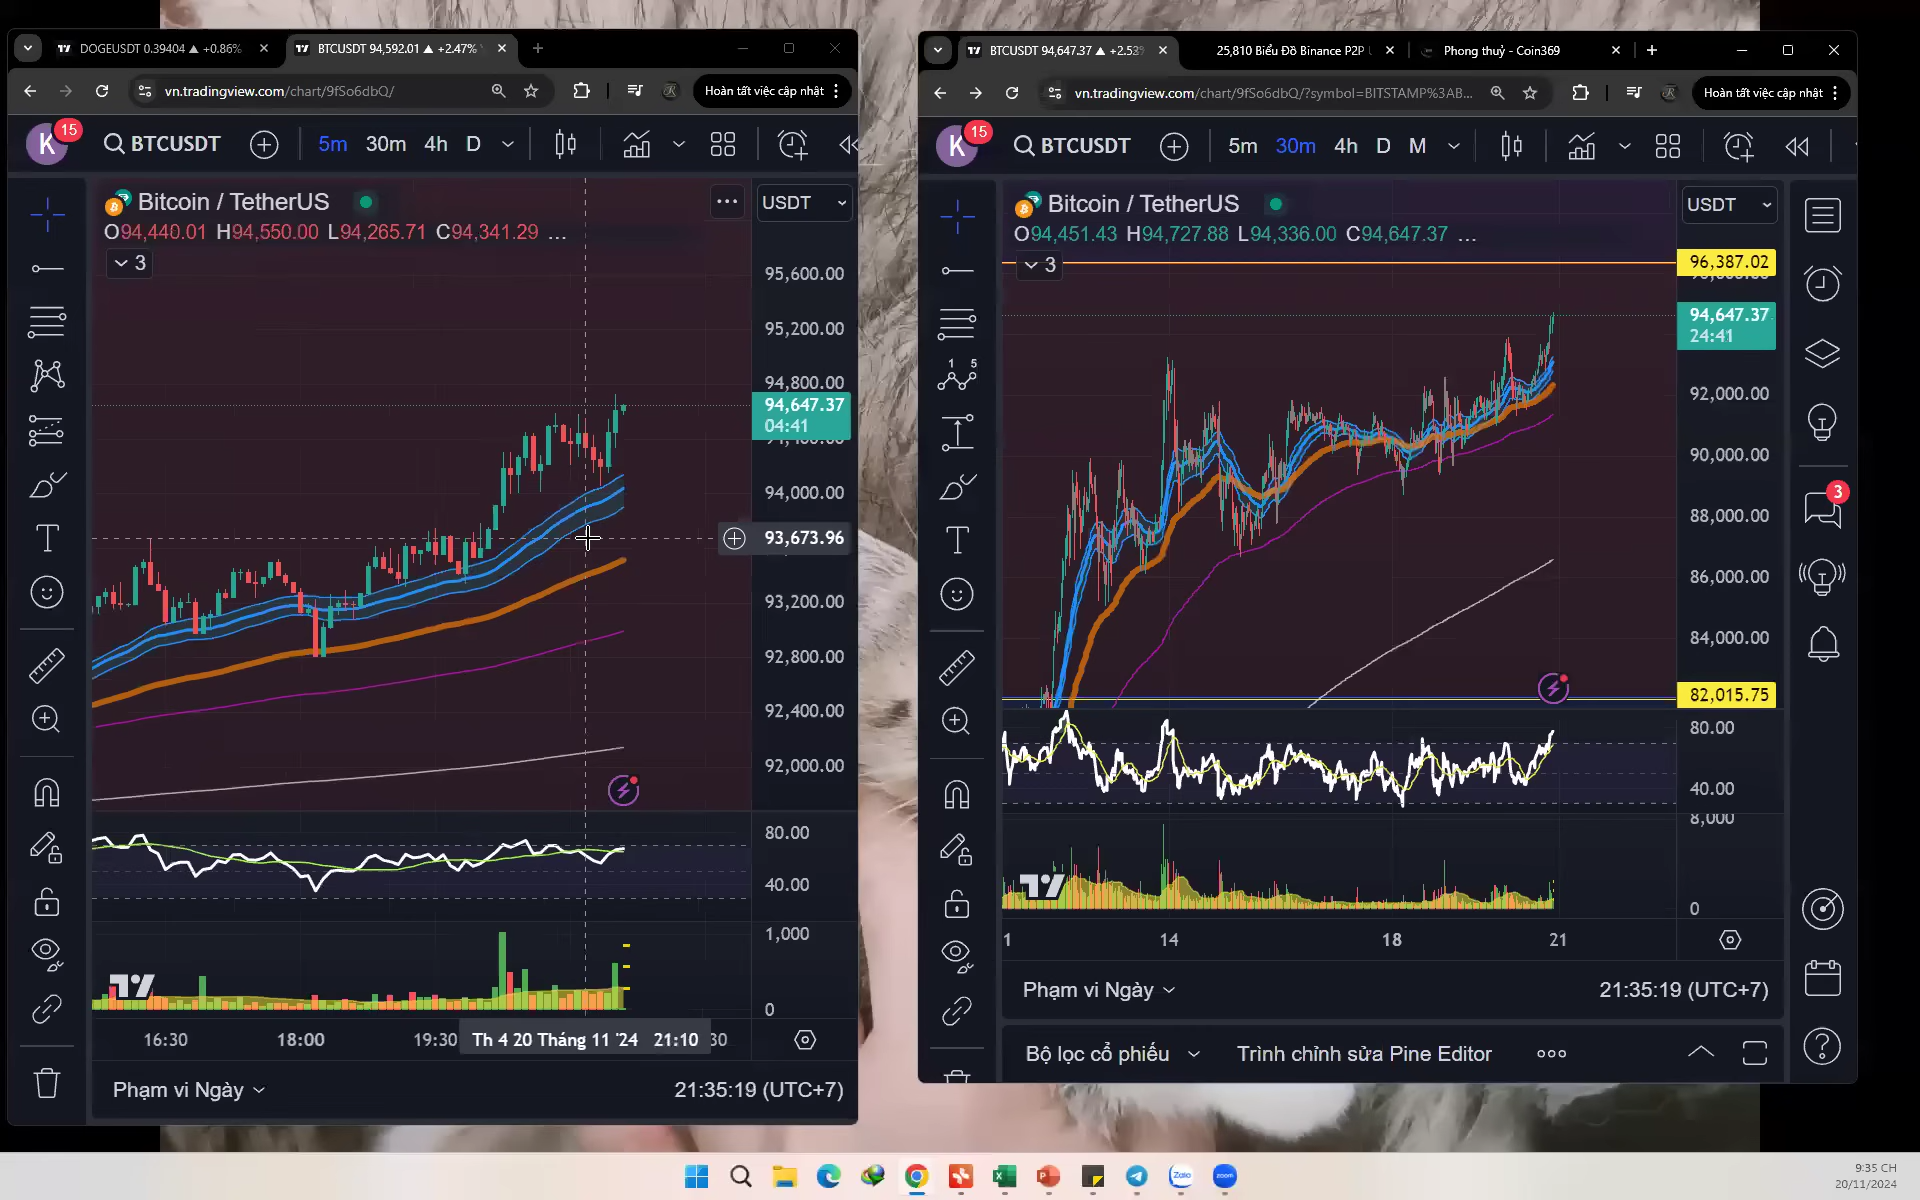 DOGEUSDT 0.39404 ▲ +0.86%
BTCUSDT 94,592.01 ▲ +2.47%
vn.tradingview.com/chart/9fSo6dbQ/
Hoàn tất việc cập nhật
K
15
BTCUSDT
5m 30m 4h D
Bitcoin / TetherUS
USDT
O94,440.01 H94,550.00 L94,265.71 C94,341.29 ...
3
95,600.00
95,200.00
94,800.00
94,647.37
04:41
94,000.00
93,673.96
93,200.00
92,800.00
92,400.00
92,000.00
80.00
40.00
1,000
0
16:30 18:00 19:30 Th 4 20 Tháng 11 '24 21:10 30
Phạm vi Ngày
21:35:19 (UTC+7)
BTCUSDT 94,647.37 ▲ +2.53%
25,810 Biểu Đồ Binance P2P
Phong thuỷ - Coin369
vn.tradingview.com/chart/9fSo6dbQ/?symbol=BITSTAMP%3AB...
Hoàn tất việc cập nhật
K
15
BTCUSDT
5m 30m 4h D M
Bitcoin / TetherUS
USDT
O94,451.43 H94,727.88 L94,336.00 C94,647.37 ...
3
96,387.02
94,647.37
24:41
92,000.00
90,000.00
88,000.00
86,000.00
84,000.00
82,015.75
80.00
40.00
8,000
0
1 14 18 21
Phạm vi Ngày
21:35:19 (UTC+7)
Bộ lọc cổ phiếu
Trình chỉnh sửa Pine Editor
3
Zalo
zoom
9:35 CH
20/11/2024